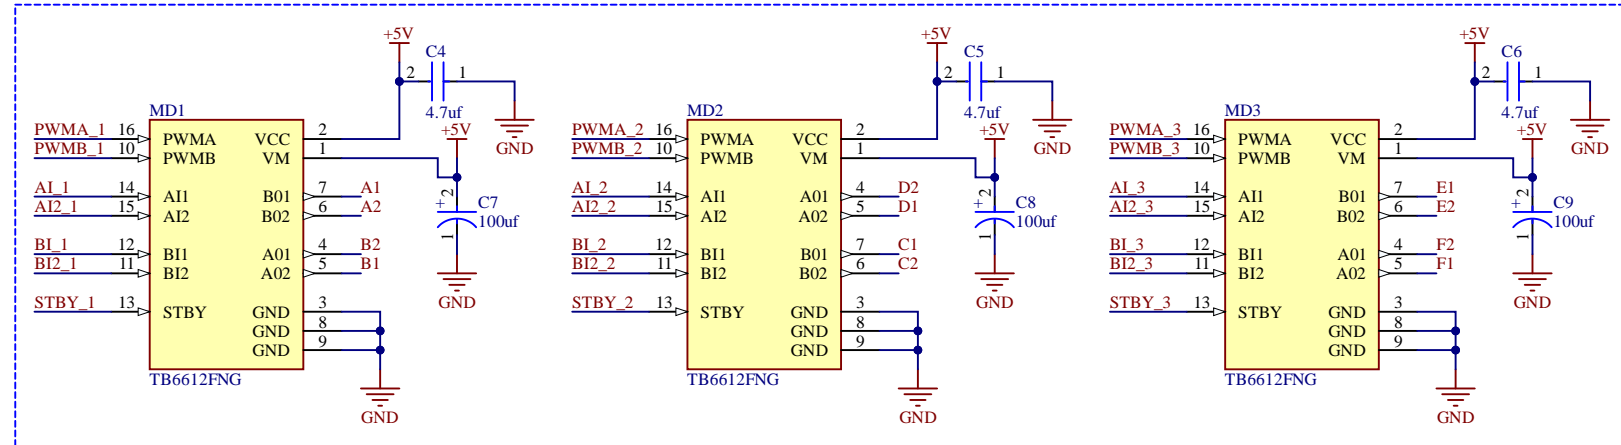 +5V
C4
2 1
4.7uf
GND
MD1
PWMA_1 16 PWMA VCC 2
PWMB_1 10 PWMB VM 1
AI_1 14 AI1 B01 7 A1
AI2_1 15 AI2 B02 6 A2
BI_1 12 BI1 A01 4 B2
BI2_1 11 BI2 A02 5 B1
STBY_1 13 STBY GND 3
GND 8
GND 9
TB6612FNG
GND
+5V
2
+ C7
100uf
1
GND
+5V
C5
2 1
4.7uf
GND
MD2
PWMA_2 16 PWMA VCC 2
PWMB_2 10 PWMB VM 1
AI_2 14 AI1 A01 4 D2
AI2_2 15 AI2 A02 5 D1
BI_2 12 BI1 B01 7 C1
BI2_2 11 BI2 B02 6 C2
STBY_2 13 STBY GND 3
GND 8
GND 9
TB6612FNG
GND
+5V
2
+ C8
100uf
1
GND
+5V
C6
2 1
4.7uf
GND
MD3
PWMA_3 16 PWMA VCC 2
PWMB_3 10 PWMB VM 1
AI_3 14 AI1 B01 7 E1
AI2_3 15 AI2 B02 6 E2
BI_3 12 BI1 A01 4 F2
BI2_3 11 BI2 A02 5 F1
STBY_3 13 STBY GND 3
GND 8
GND 9
TB6612FNG
GND
+5V
2
+ C9
100uf
1
GND